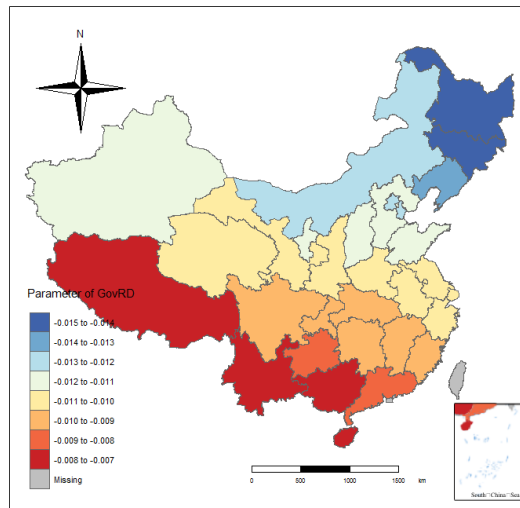 N
Parameter of GovRD
-0.015 to -0.014
-0.014 to -0.013
-0.013 to -0.012
-0.012 to -0.011
-0.011 to -0.010
-0.010 to -0.009
-0.009 to -0.008
-0.008 to -0.007
Missing
0 500 1000 1500 km
South China Sea